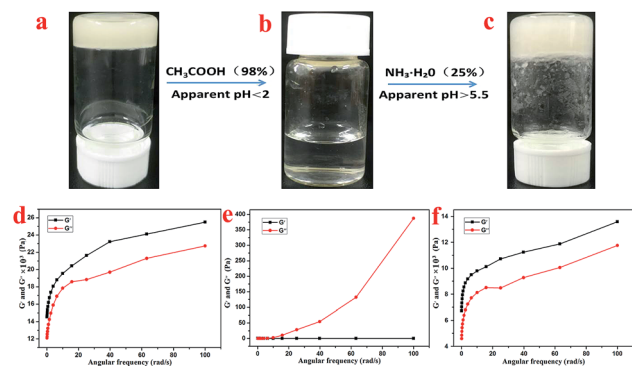 a
b
c
CH₃COOH（98%）
Apparent pH<2
NH₃·H₂0（25%）
Apparent pH>5.5
d
e
f
G'
G''
G' and G'' ×10³ (Pa)
26
24
22
20
18
16
14
12
0 20 40 60 80 100
Angular frequency (rad/s)
G'
G''
G' and G'' (Pa)
400
350
300
250
200
150
100
50
0
0 20 40 60 80 100
Angular frequency (rad/s)
G'
G''
G' and G'' ×10³ (Pa)
14
12
10
8
6
4
0 20 40 60 80 100
Angular frequency (rad/s)